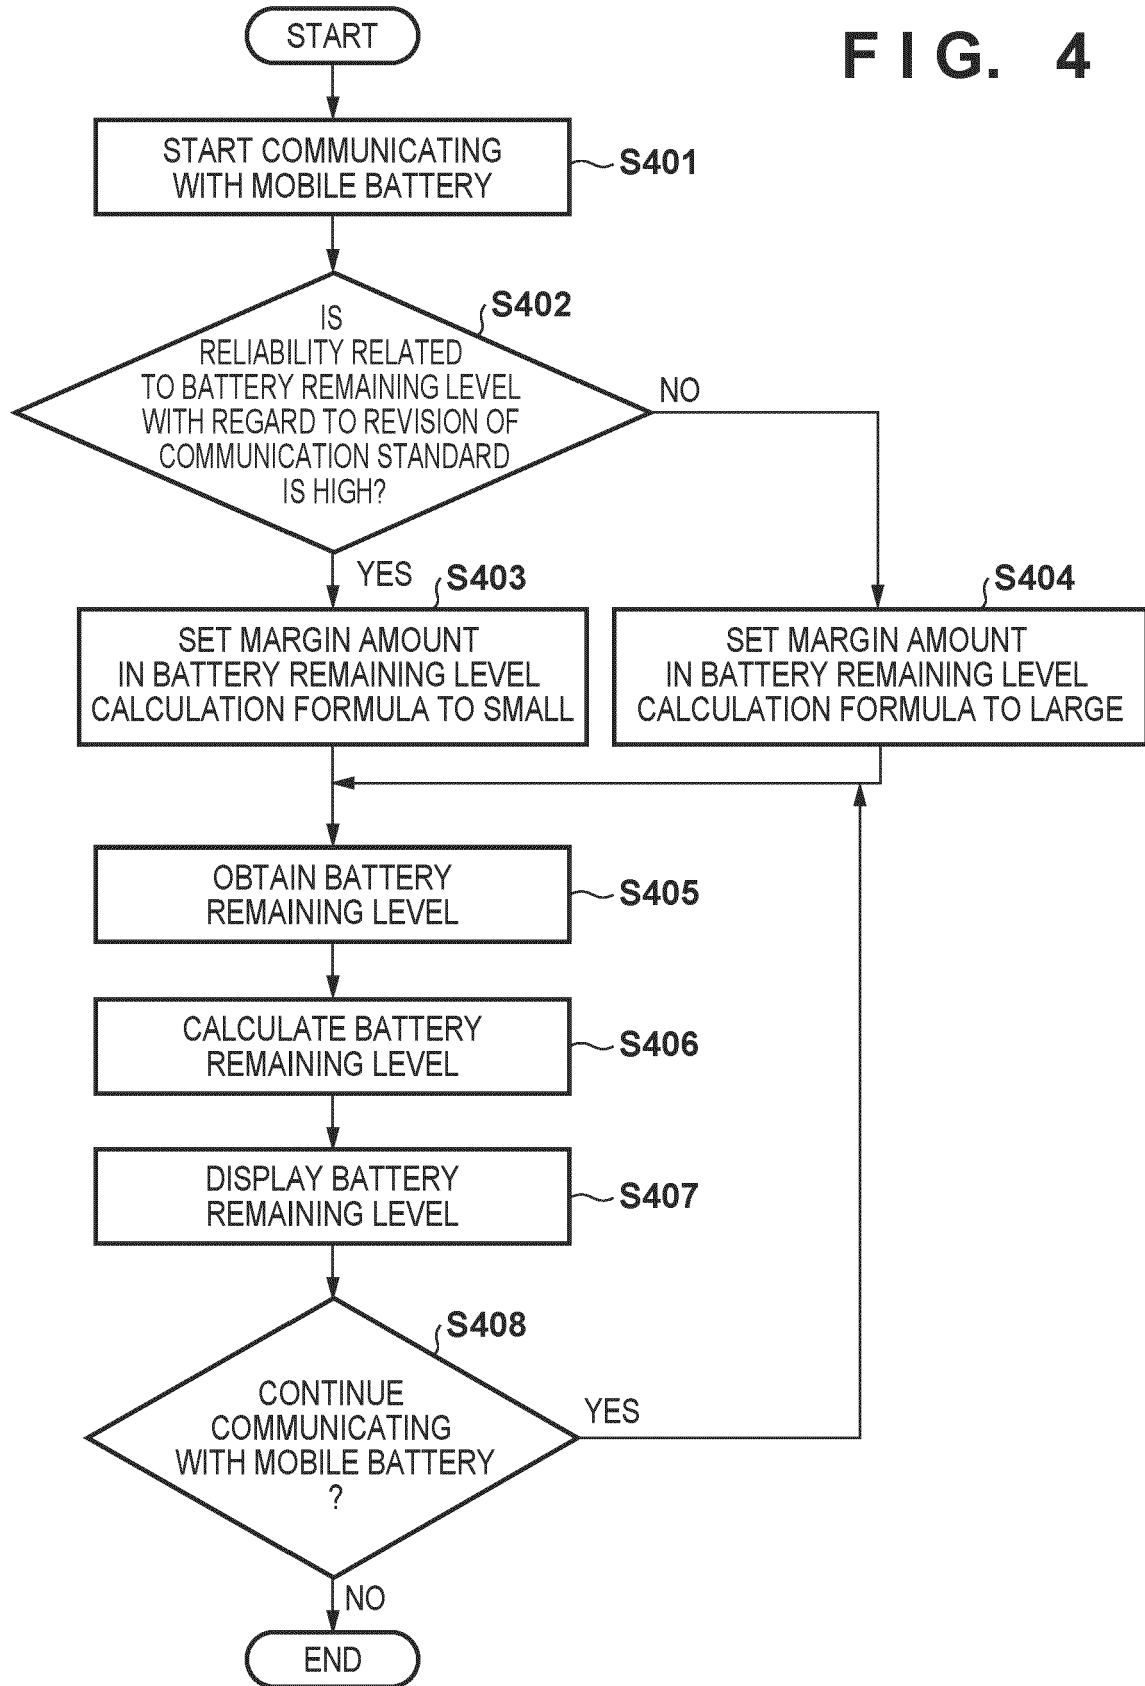 FIG. 4
START
START COMMUNICATING
WITH MOBILE BATTERY
S401
S402
IS
RELIABILITY RELATED
TO BATTERY REMAINING LEVEL
WITH REGARD TO REVISION OF
COMMUNICATION STANDARD
IS HIGH?
NO
YES
S403
SET MARGIN AMOUNT
IN BATTERY REMAINING LEVEL
CALCULATION FORMULA TO SMALL
S404
SET MARGIN AMOUNT
IN BATTERY REMAINING LEVEL
CALCULATION FORMULA TO LARGE
OBTAIN BATTERY
REMAINING LEVEL
S405
CALCULATE BATTERY
REMAINING LEVEL
S406
DISPLAY BATTERY
REMAINING LEVEL
S407
S408
CONTINUE
COMMUNICATING
WITH MOBILE BATTERY
?
YES
NO
END